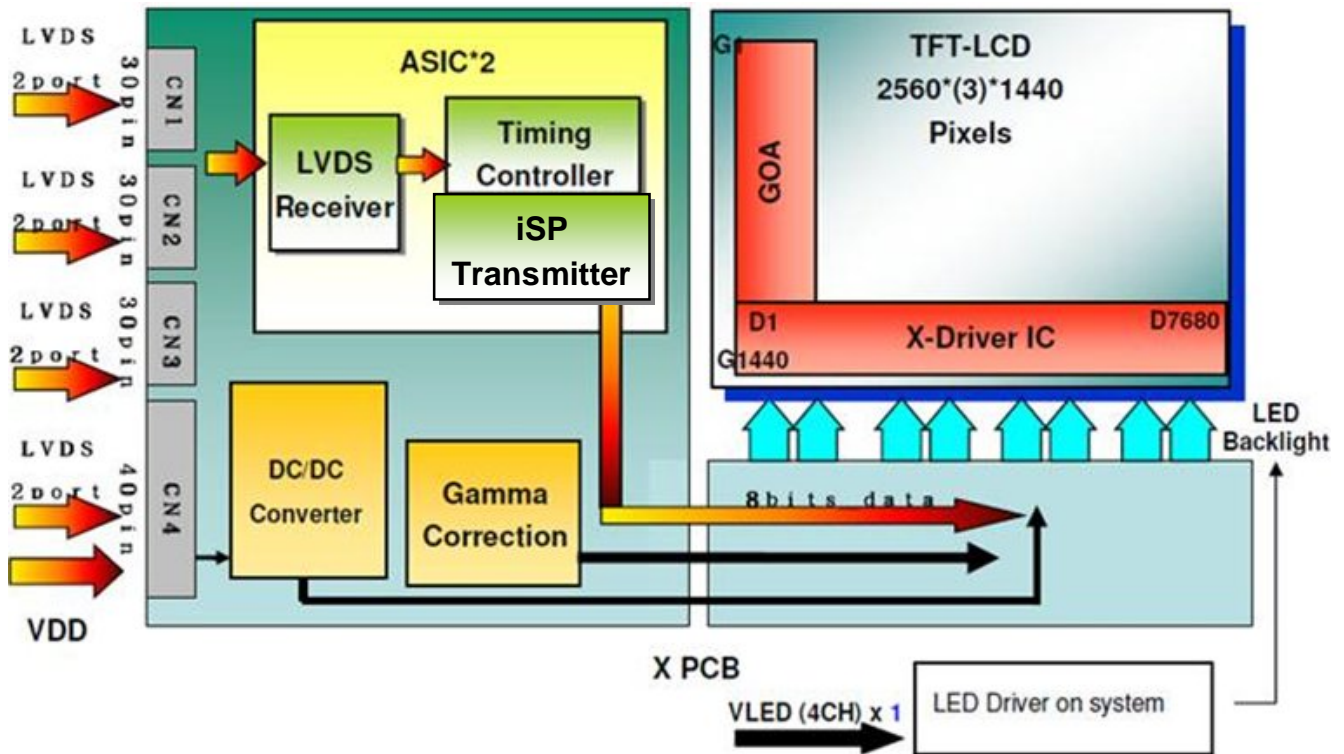 LVDS
2port
30pin
CN1
LVDS
2port
30pin
CN2
LVDS
2port
30pin
CN3
LVDS
2port
40pin
CN4
VDD
ASIC*2
LVDS
Receiver
Timing
Controller
iSP
Transmitter
DC/DC
Converter
Gamma
Correction
G1
TFT-LCD
2560*(3)*1440
Pixels
GOA
D1
D7680
X-Driver IC
G1440
LED
Backlight
8bits data
X PCB
VLED (4CH) x 1
LED Driver on system